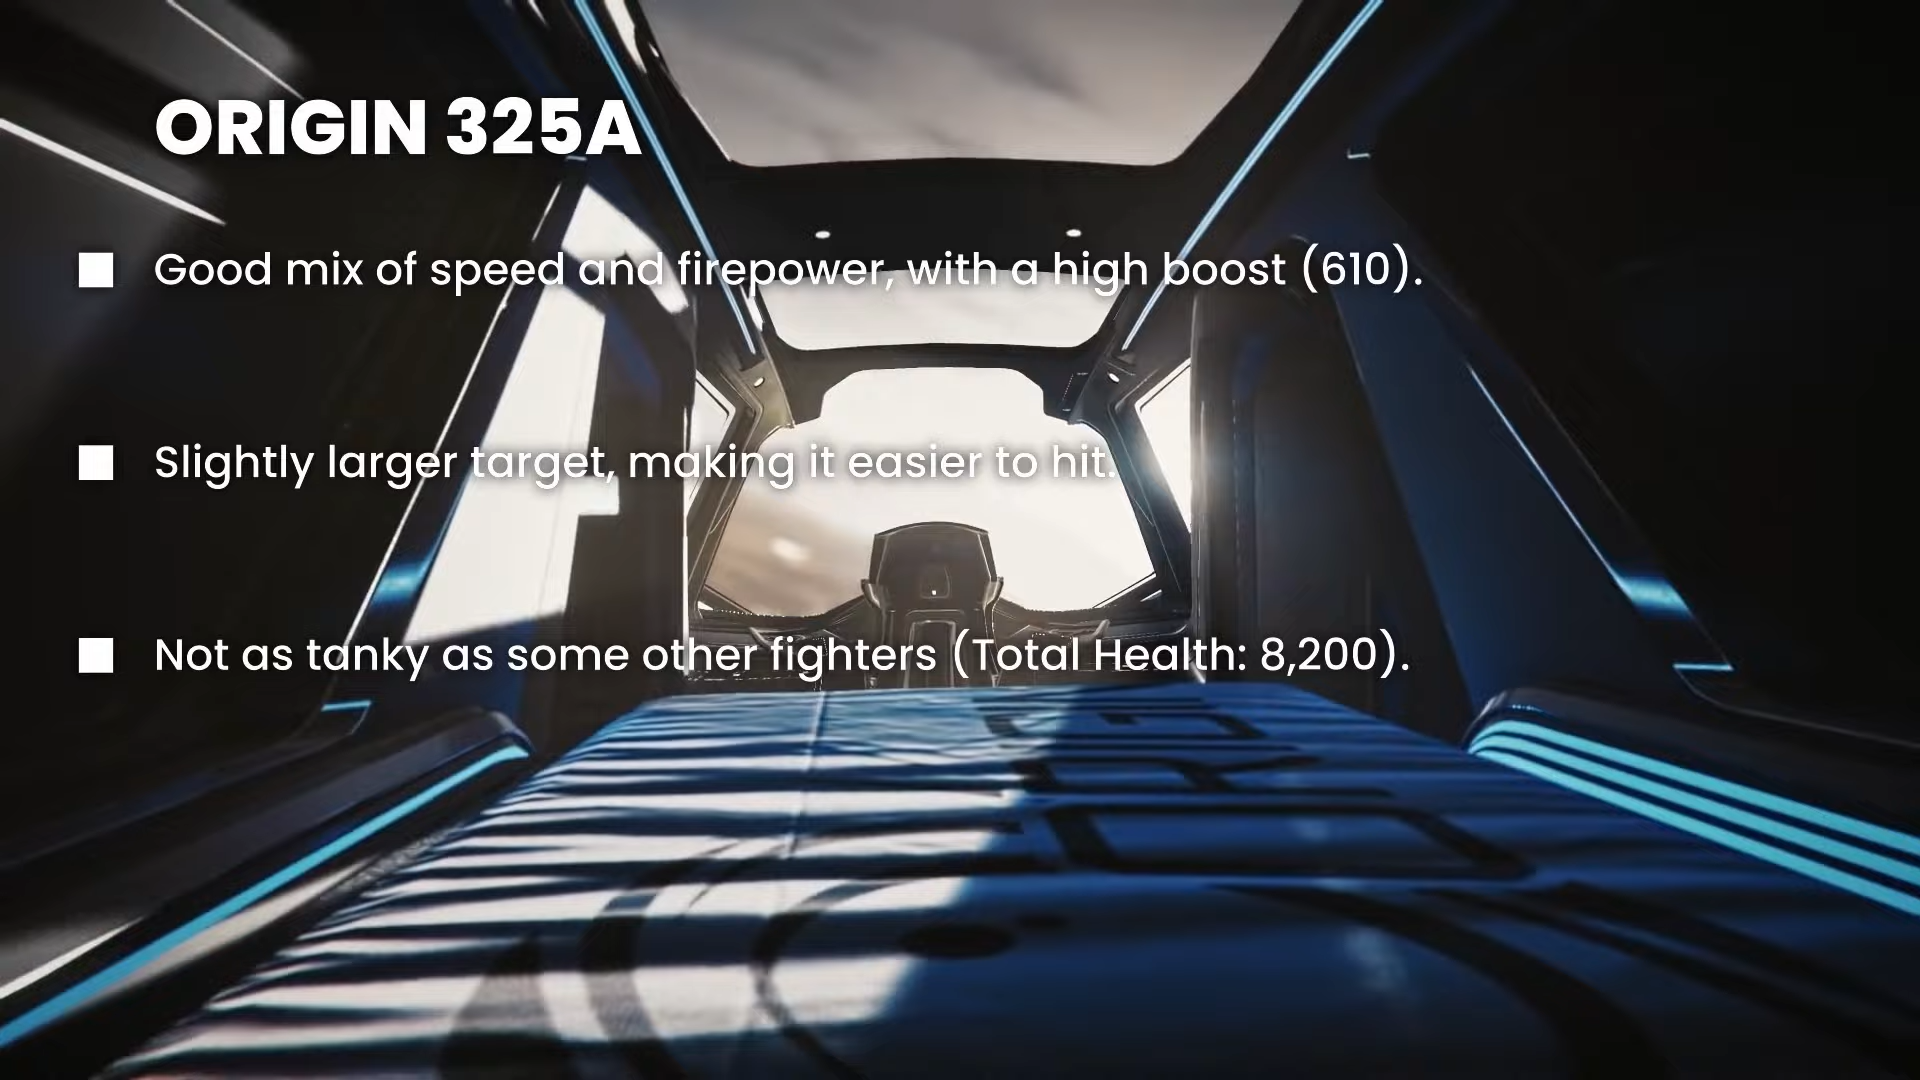 ORIGIN 325A
Good mix of speed and firepower, with a high boost (610).
Slightly larger target, making it easier to hit.
Not as tanky as some other fighters (Total Health: 8,200).